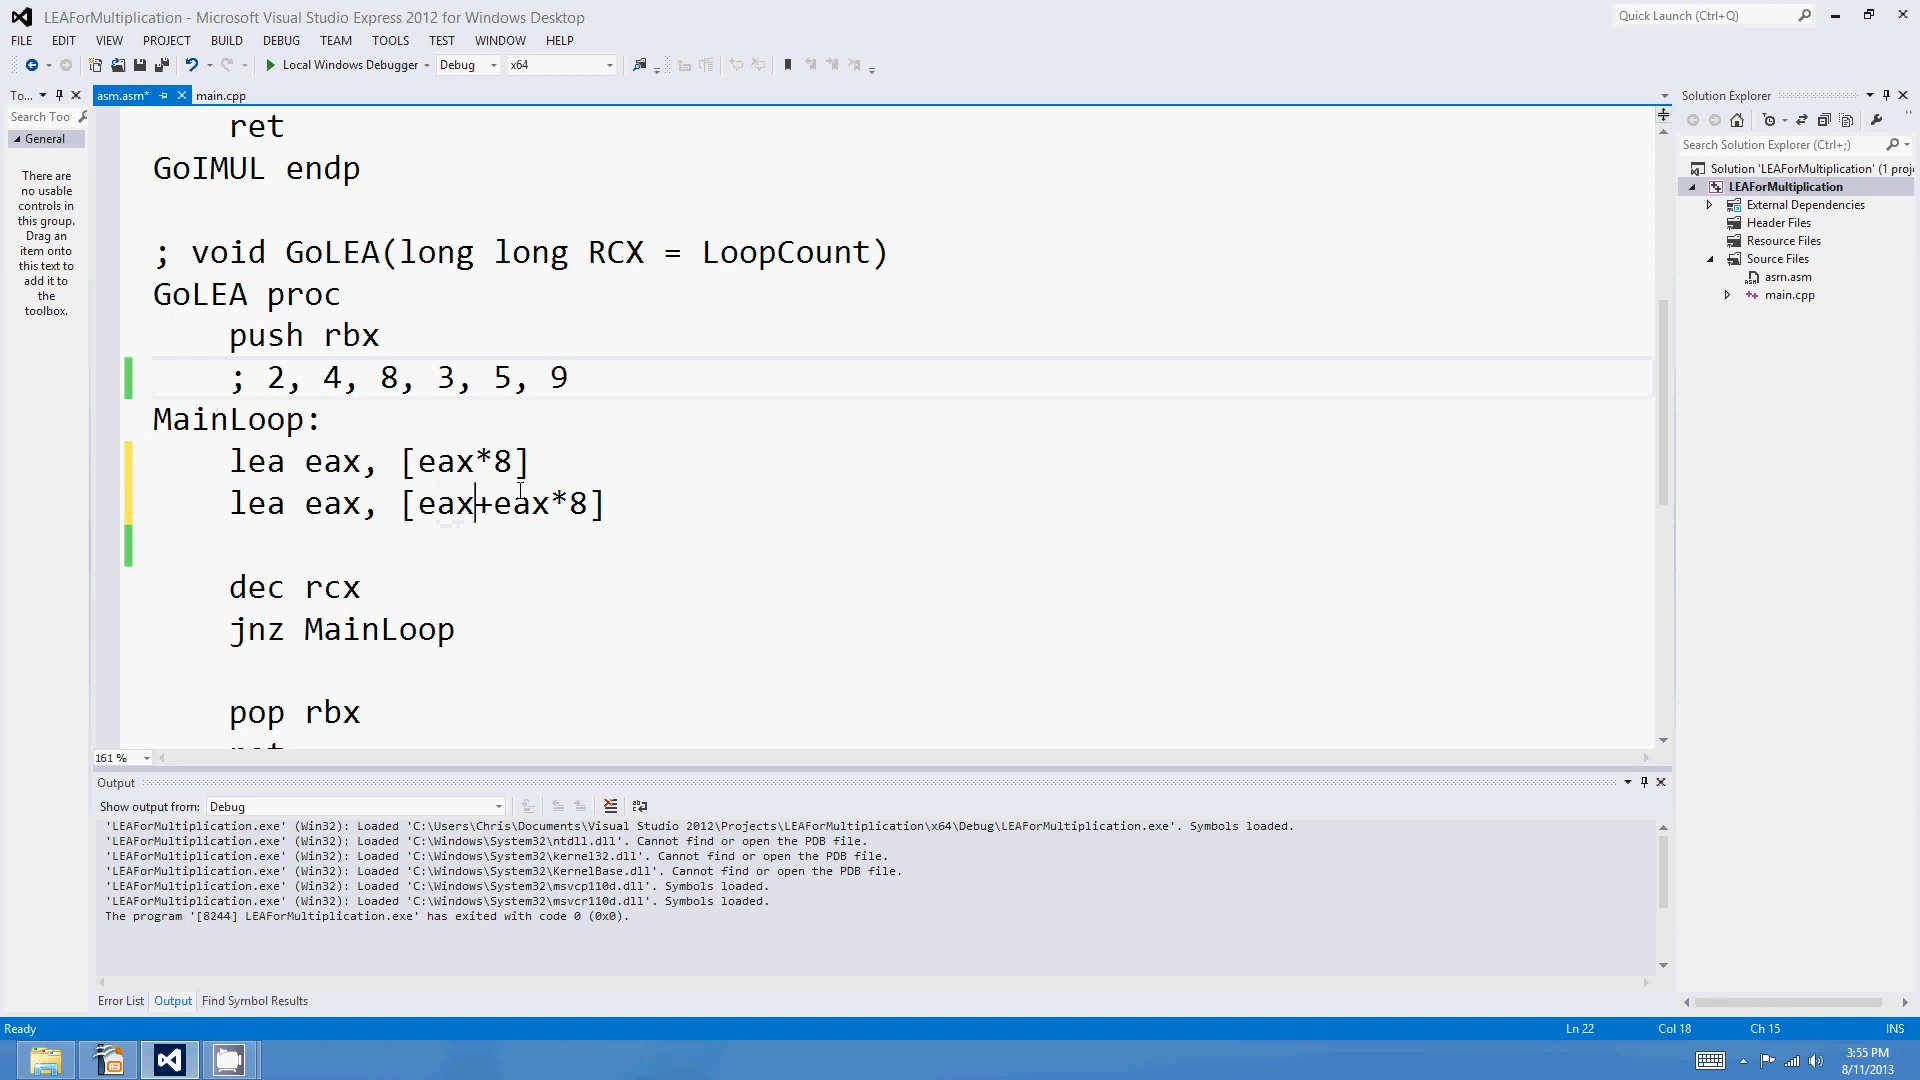 LEAForMultiplication - Microsoft Visual Studio Express 2012 for Windows Desktop
Quick Launch (Ctrl+Q)
FILE EDIT VIEW PROJECT BUILD DEBUG TEAM TOOLS TEST WINDOW HELP
Local Windows Debugger Debug x64
To...
asm.asm* main.cpp
Solution Explorer
Search Too
General
There are
no usable
controls in
this group.
Drag an
item onto
this text to
add it to
the
toolbox.
ret
GoIMUL endp
; void GoLEA(long long RCX = LoopCount)
GoLEA proc
push rbx
; 2, 4, 8, 3, 5, 9
MainLoop:
lea eax, [eax*8]
lea eax, [eax+eax*8]
dec rcx
jnz MainLoop
pop rbx
ret
161 %
Search Solution Explorer (Ctrl+;)
Solution 'LEAForMultiplication' (1 proj
LEAForMultiplication
External Dependencies
Header Files
Resource Files
Source Files
asm.asm
main.cpp
Output
Show output from: Debug
'LEAForMultiplication.exe' (Win32): Loaded 'C:\Users\Chris\Documents\Visual Studio 2012\Projects\LEAForMultiplication\x64\Debug\LEAForMultiplication.exe'. Symbols loaded.
'LEAForMultiplication.exe' (Win32): Loaded 'C:\Windows\System32\ntdll.dll'. Cannot find or open the PDB file.
'LEAForMultiplication.exe' (Win32): Loaded 'C:\Windows\System32\kernel32.dll'. Cannot find or open the PDB file.
'LEAForMultiplication.exe' (Win32): Loaded 'C:\Windows\System32\KernelBase.dll'. Cannot find or open the PDB file.
'LEAForMultiplication.exe' (Win32): Loaded 'C:\Windows\System32\msvcp110d.dll'. Symbols loaded.
'LEAForMultiplication.exe' (Win32): Loaded 'C:\Windows\System32\msvcr110d.dll'. Symbols loaded.
The program '[8244] LEAForMultiplication.exe' has exited with code 0 (0x0).
Error List Output Find Symbol Results
Ready Ln 22 Col 18 Ch 15 INS
3:55 PM
8/11/2013